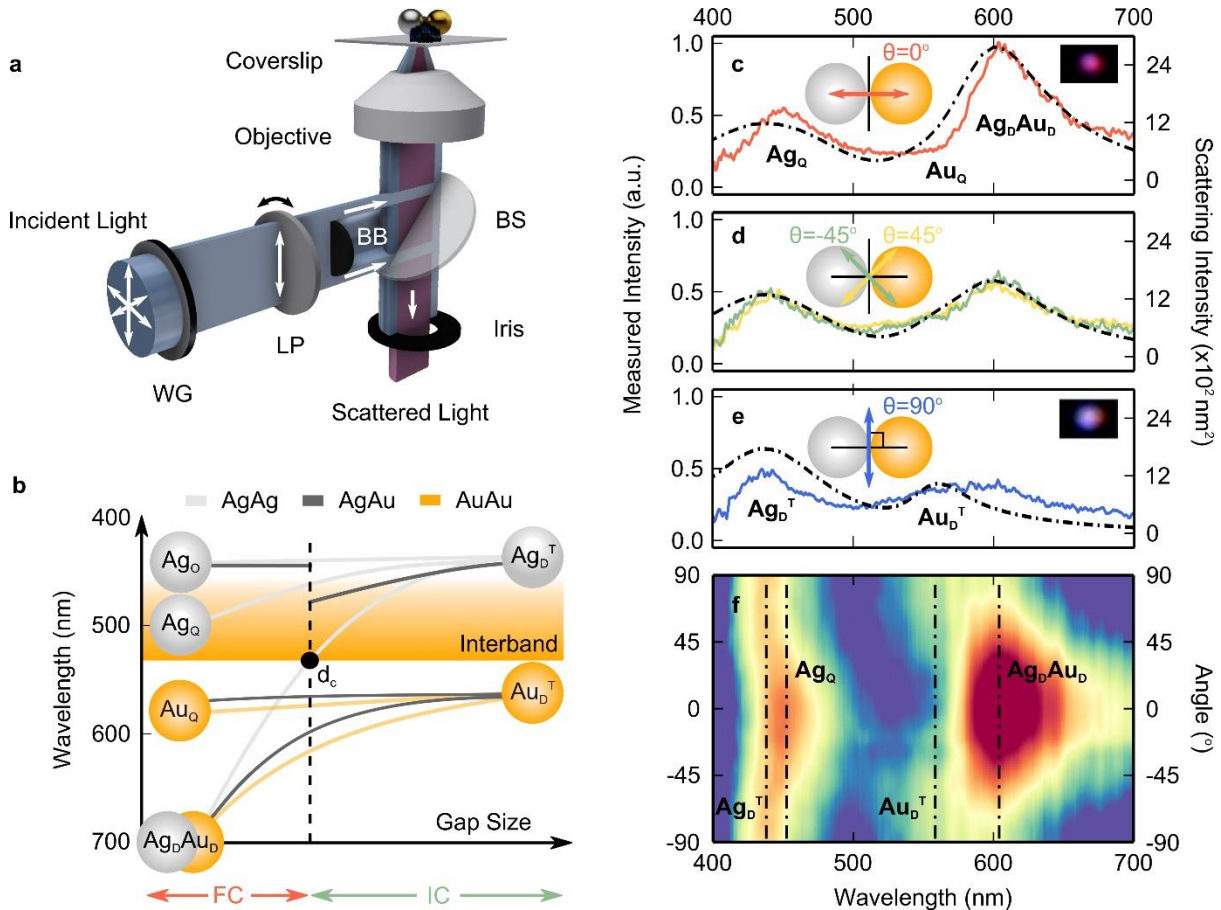 a
Coverslip
Objective
Incident Light
BB
BS
LP
Iris
WG
Scattered Light
b
AgAg AgAu AuAu
400
500
600
700
Wavelength (nm)
Ag_O
Ag_Q
Au_Q
Ag_D Au_D
Ag_D^T
Au_D^T
Interband
d_c
Gap Size
FC IC
400 500 600 700
Measured Intensity (a.u.)
Scattering Intensity (x10² nm²)
c
θ=0°
1.0
0.5
0.0
24
12
0
Ag_Q
Au_Q
Ag_DAu_D
d
θ=-45° θ=45°
1.0
0.5
0.0
24
12
0
e
θ=90°
1.0
0.5
0.0
24
12
0
Ag_D^T
Au_D^T
f
90
45
0
-45
-90
90
45
0
-45
-90
Angle (°)
Ag_Q
Ag_DAu_D
Ag_D^T
Au_D^T
400 500 600 700
Wavelength (nm)